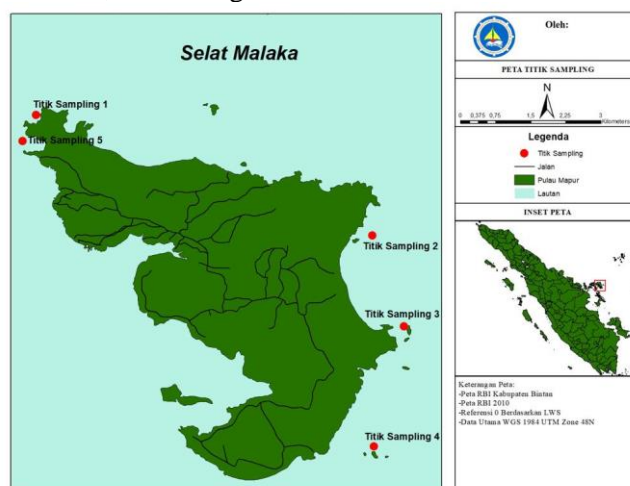 Selat Malaka
Titik Sampling 1
Titik Sampling 5
Titik Sampling 2
Titik Sampling 3
Titik Sampling 4
Oleh:
PETA TITIK SAMPLING
N
0 0,375 0,75 1,5 2,25 3
Kilometers
Legenda
Titik Sampling
Jalan
Pulau Mapur
Lautan
INSET PETA
Keterangan Peta:
-Peta RBI Kabupaten Bintan
-Peta RBI 2010
-Referensi 0 Berdasarkan LWS
-Data Utama WGS 1984 UTM Zone 48N